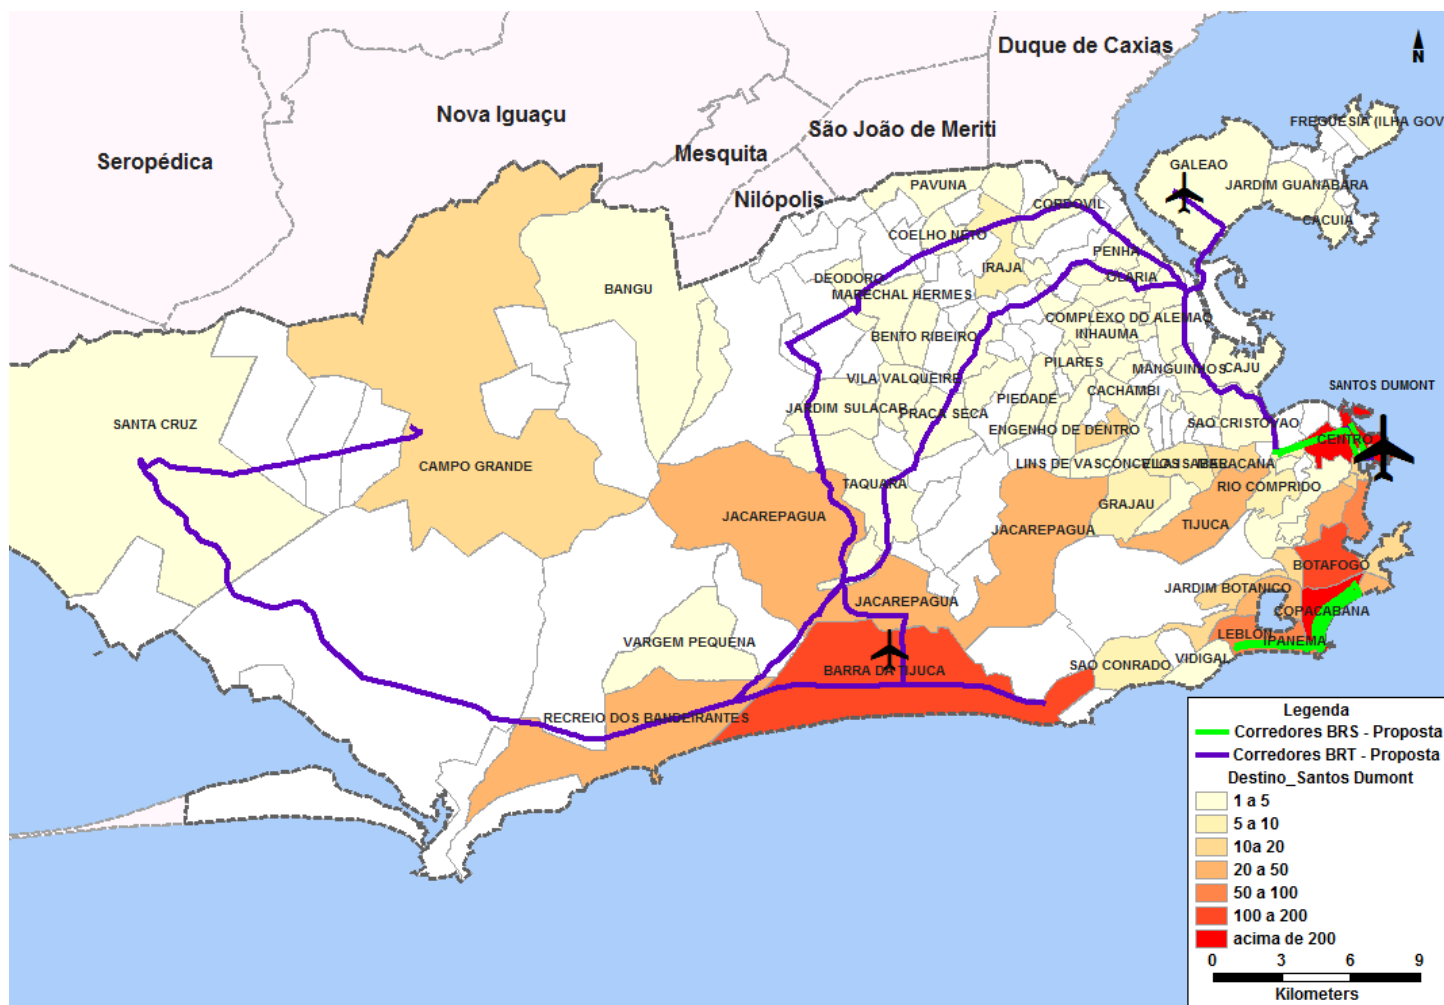 Duque de Caxias
N
Nova Iguaçu
São João de Meriti
FREGUESIA (ILHA GOV
Seropédica
Mesquita
GALEAO
PAVUNA
JARDIM GUANABARA
Nilópolis
CORDOVIL
CACUIA
COELHO NETO
PENHA
IRAJA
DEODORO
OLARIA
BANGU
MARECHAL HERMES
COMPLEXO DO ALEMAO
INHAUMA
BENTO RIBEIRO
PILARES
MANGUINHOS
CAJU
VILA VALQUEIRE
CACHAMBI
SANTOS DUMONT
PIEDADE
JARDIM SULACAP
PRACA SECA
SANTA CRUZ
SAO CRISTOVAO
ENGENHO DE DENTRO
CENTRO
CAMPO GRANDE
LINS DE VASCONCELOS
VILA ISABEL
MARACANA
TAQUARA
RIO COMPRIDO
GRAJAU
JACAREPAGUA
JACAREPAGUA
TIJUCA
BOTAFOGO
JARDIM BOTANICO
JACAREPAGUA
COPACABANA
LEBLON
IPANEMA
VARGEM PEQUENA
VIDIGAL
SAO CONRADO
BARRA DA TIJUCA
RECREIO DOS BANDEIRANTES
Legenda
Corredores BRS - Proposta
Corredores BRT - Proposta
Destino_Santos Dumont
1 a 5
5 a 10
10a 20
20 a 50
50 a 100
100 a 200
acima de 200
0 3 6 9
Kilometers